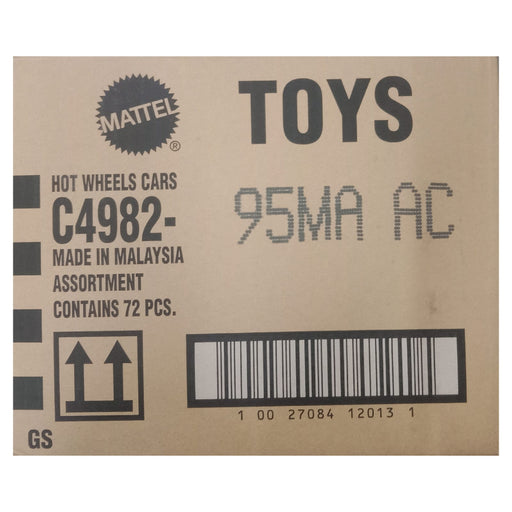 MATTEL
®
TOYS
HOT WHEELS CARS
C4982-
MADE IN MALAYSIA
ASSORTMENT
CONTAINS 72 PCS.
95MA AC
1 00 27084 12013 1
GS